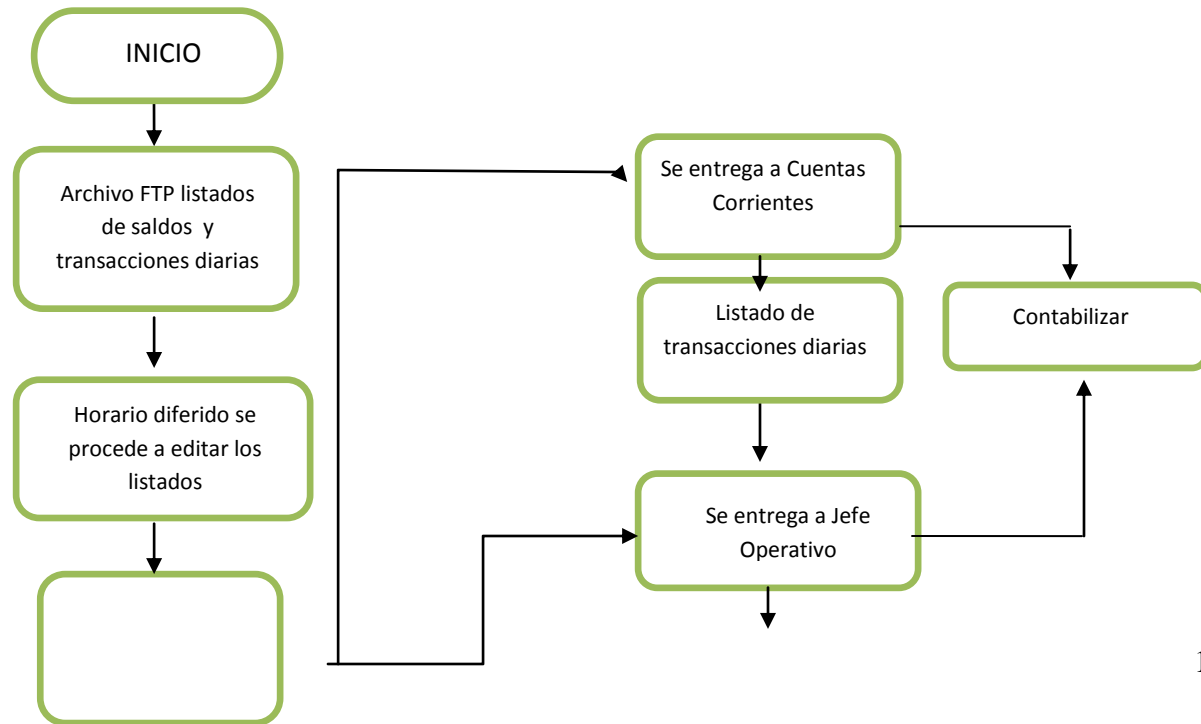 INICIO
Archivo FTP listados
de saldos y
transacciones diarias
Horario diferido se
procede a editar los
listados
Se entrega a Cuentas
Corrientes
Listado de
transacciones diarias
Se entrega a Jefe
Operativo
Contabilizar
1